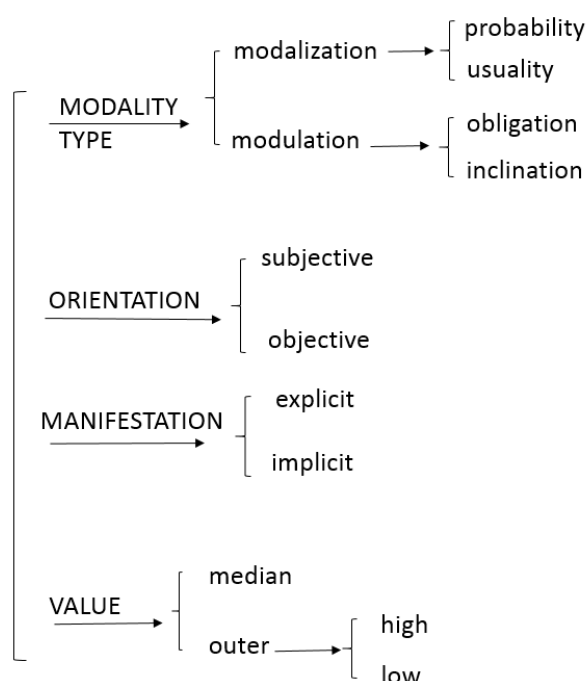 probability
modalization
usuality
MODALITY
TYPE
obligation
modulation
inclination
subjective
ORIENTATION
objective
explicit
MANIFESTATION
implicit
median
VALUE
high
outer
low